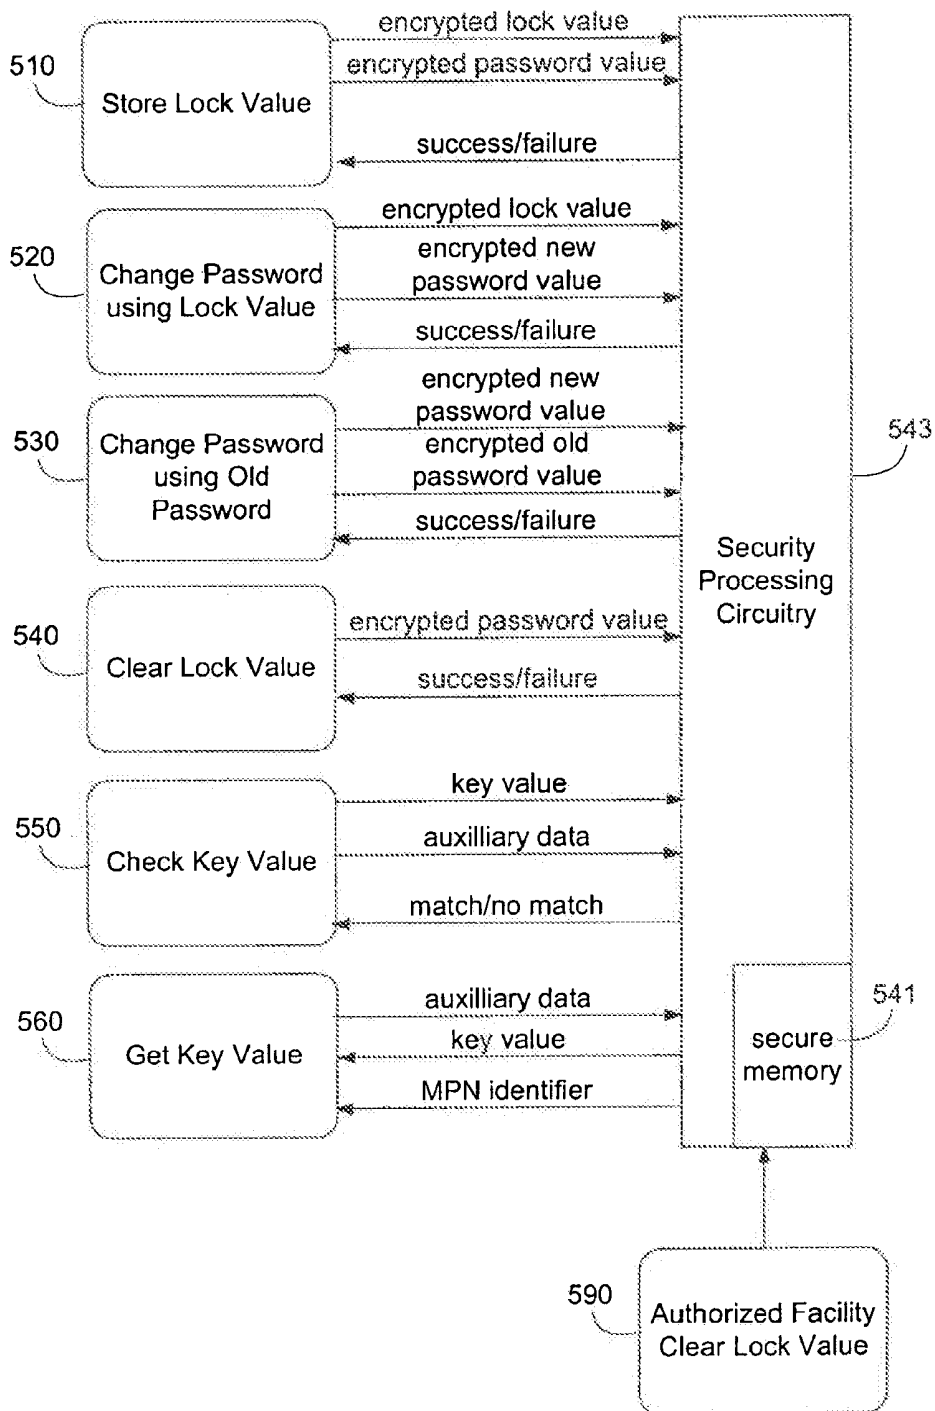 encrypted lock value
encrypted password value
510
Store Lock Value
success/failure
encrypted lock value
520
encrypted new
password value
Change Password
using Lock Value
success/failure
encrypted new
password value
530
Change Password
using Old
Password
encrypted old
password value
success/failure
543
Security
Processing
Circuitry
540
encrypted password value
Clear Lock Value
success/failure
key value
550
auxilliary data
Check Key Value
match/no match
560
auxilliary data
541
key value
Get Key Value
secure
memory
MPN identifier
590
Authorized Facility
Clear Lock Value